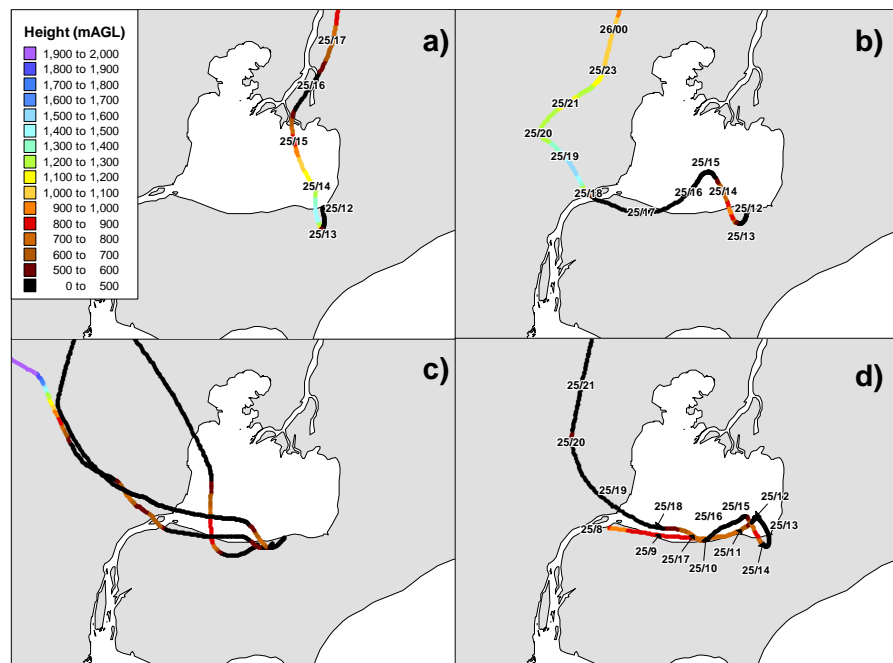 Height (mAGL)
1,900 to 2,000
1,800 to 1,900
1,700 to 1,800
1,600 to 1,700
1,500 to 1,600
1,400 to 1,500
1,300 to 1,400
1,200 to 1,300
1,100 to 1,200
1,000 to 1,100
900 to 1,000
800 to 900
700 to 800
600 to 700
500 to 600
0 to 500
a)
25/17
25/16
25/15
25/14
25/12
25/13
b)
26/00
25/23
25/21
25/20
25/19
25/18
25/17
25/16
25/15
25/14
25/12
25/13
c)
d)
25/21
25/20
25/19
25/18
25/16
25/15
25/12
25/13
25/8
25/9
25/17
25/10
25/11
25/14